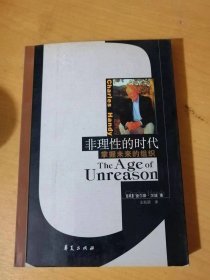 Charles Handy
非理性的时代
掌握未来的组织
The Age of
Unreason
华夏出版社